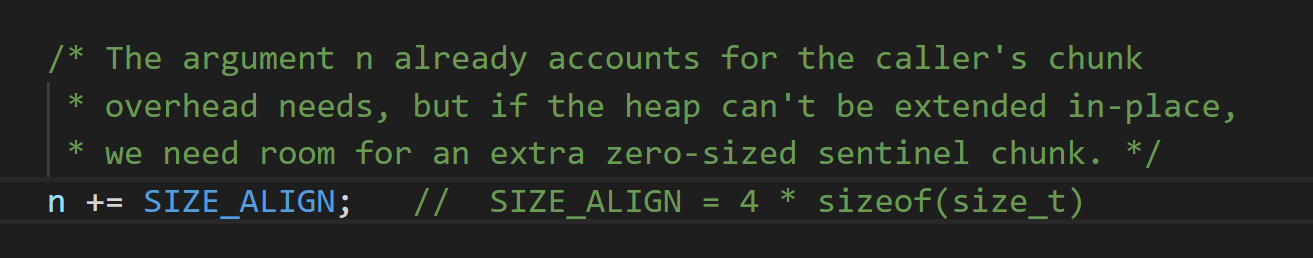 /* The argument n already accounts for the caller's chunk
 * overhead needs, but if the heap can't be extended in-place,
 * we need room for an extra zero-sized sentinel chunk. */
n += SIZE_ALIGN;   //  SIZE_ALIGN = 4 * sizeof(size_t)